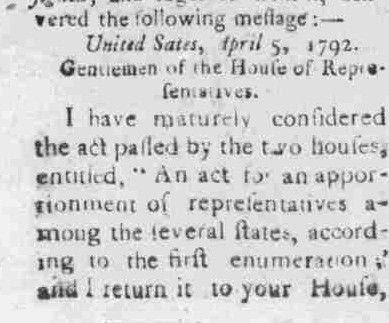 vered the following meſſage:—
United Sates, April 5, 1792.
Gentlemen of the Houſe of Repre-
ſentatives.
I have maturely conſidered
the act paſſed by the two houſes,
entitled, " An act for an appor-
tionment of repreſentatives a-
mong the ſeveral ſtates, accord-
ing to the firſt enumeration ;"
and I return it to your Houſe,